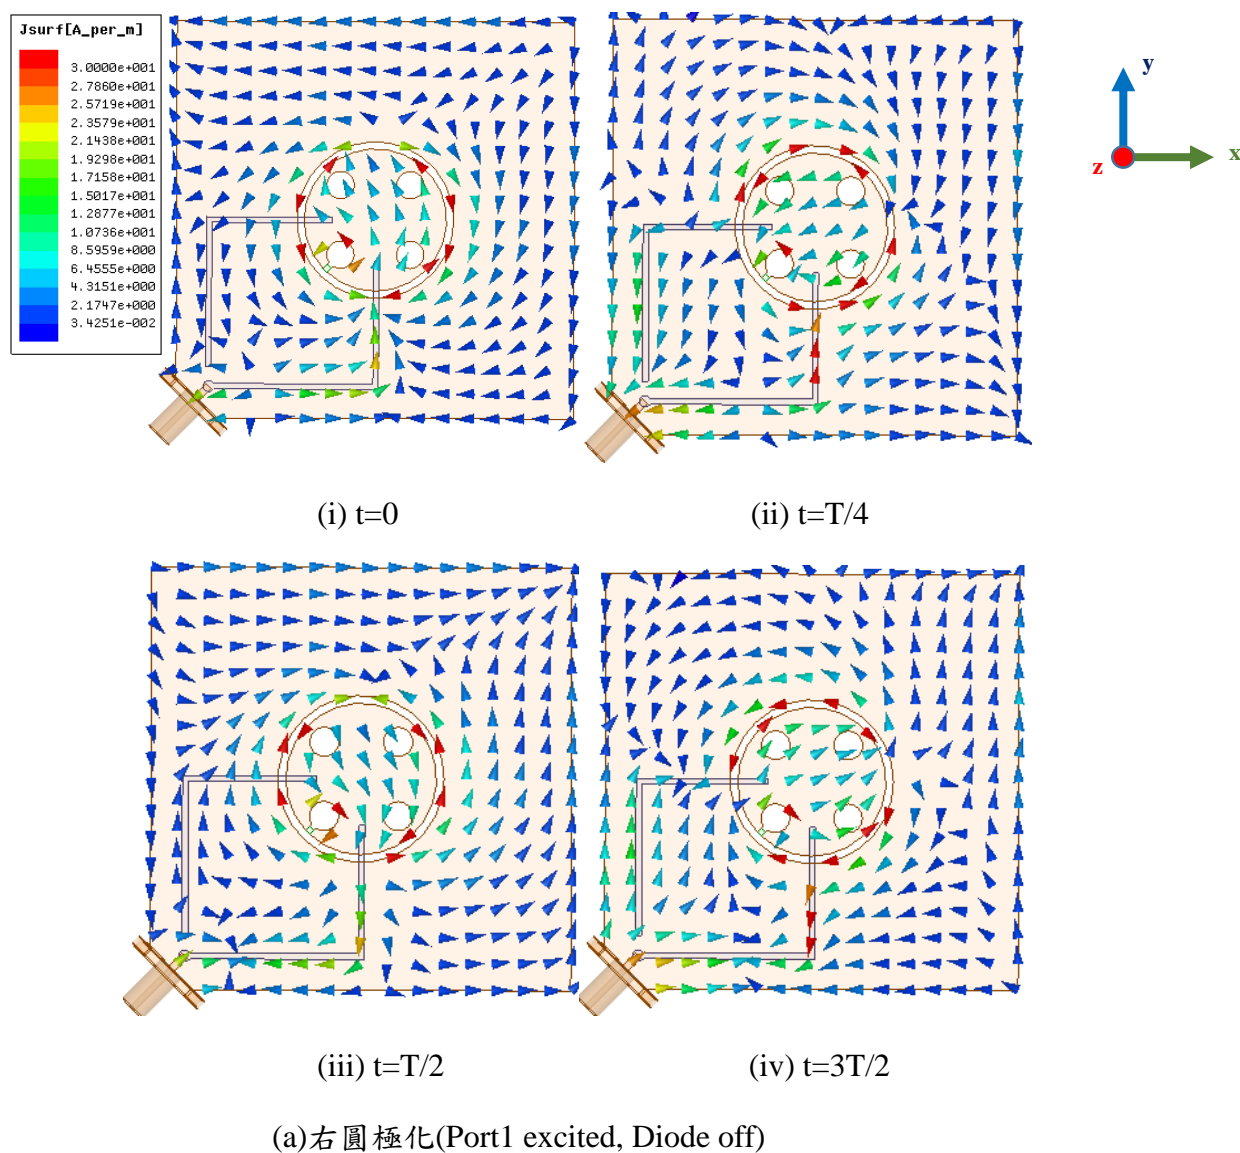 Jsurf[A_per_m]
3.0000e+001
2.7860e+001
2.5719e+001
2.3579e+001
2.1438e+001
1.9298e+001
1.7158e+001
1.5017e+001
1.2877e+001
1.0736e+001
8.5959e+000
6.4555e+000
4.3151e+000
2.1747e+000
3.4251e-002
y
z
x
(i) t=0
(ii) t=T/4
(iii) t=T/2
(iv) t=3T/2
(a)右圓極化(Port1 excited, Diode off)